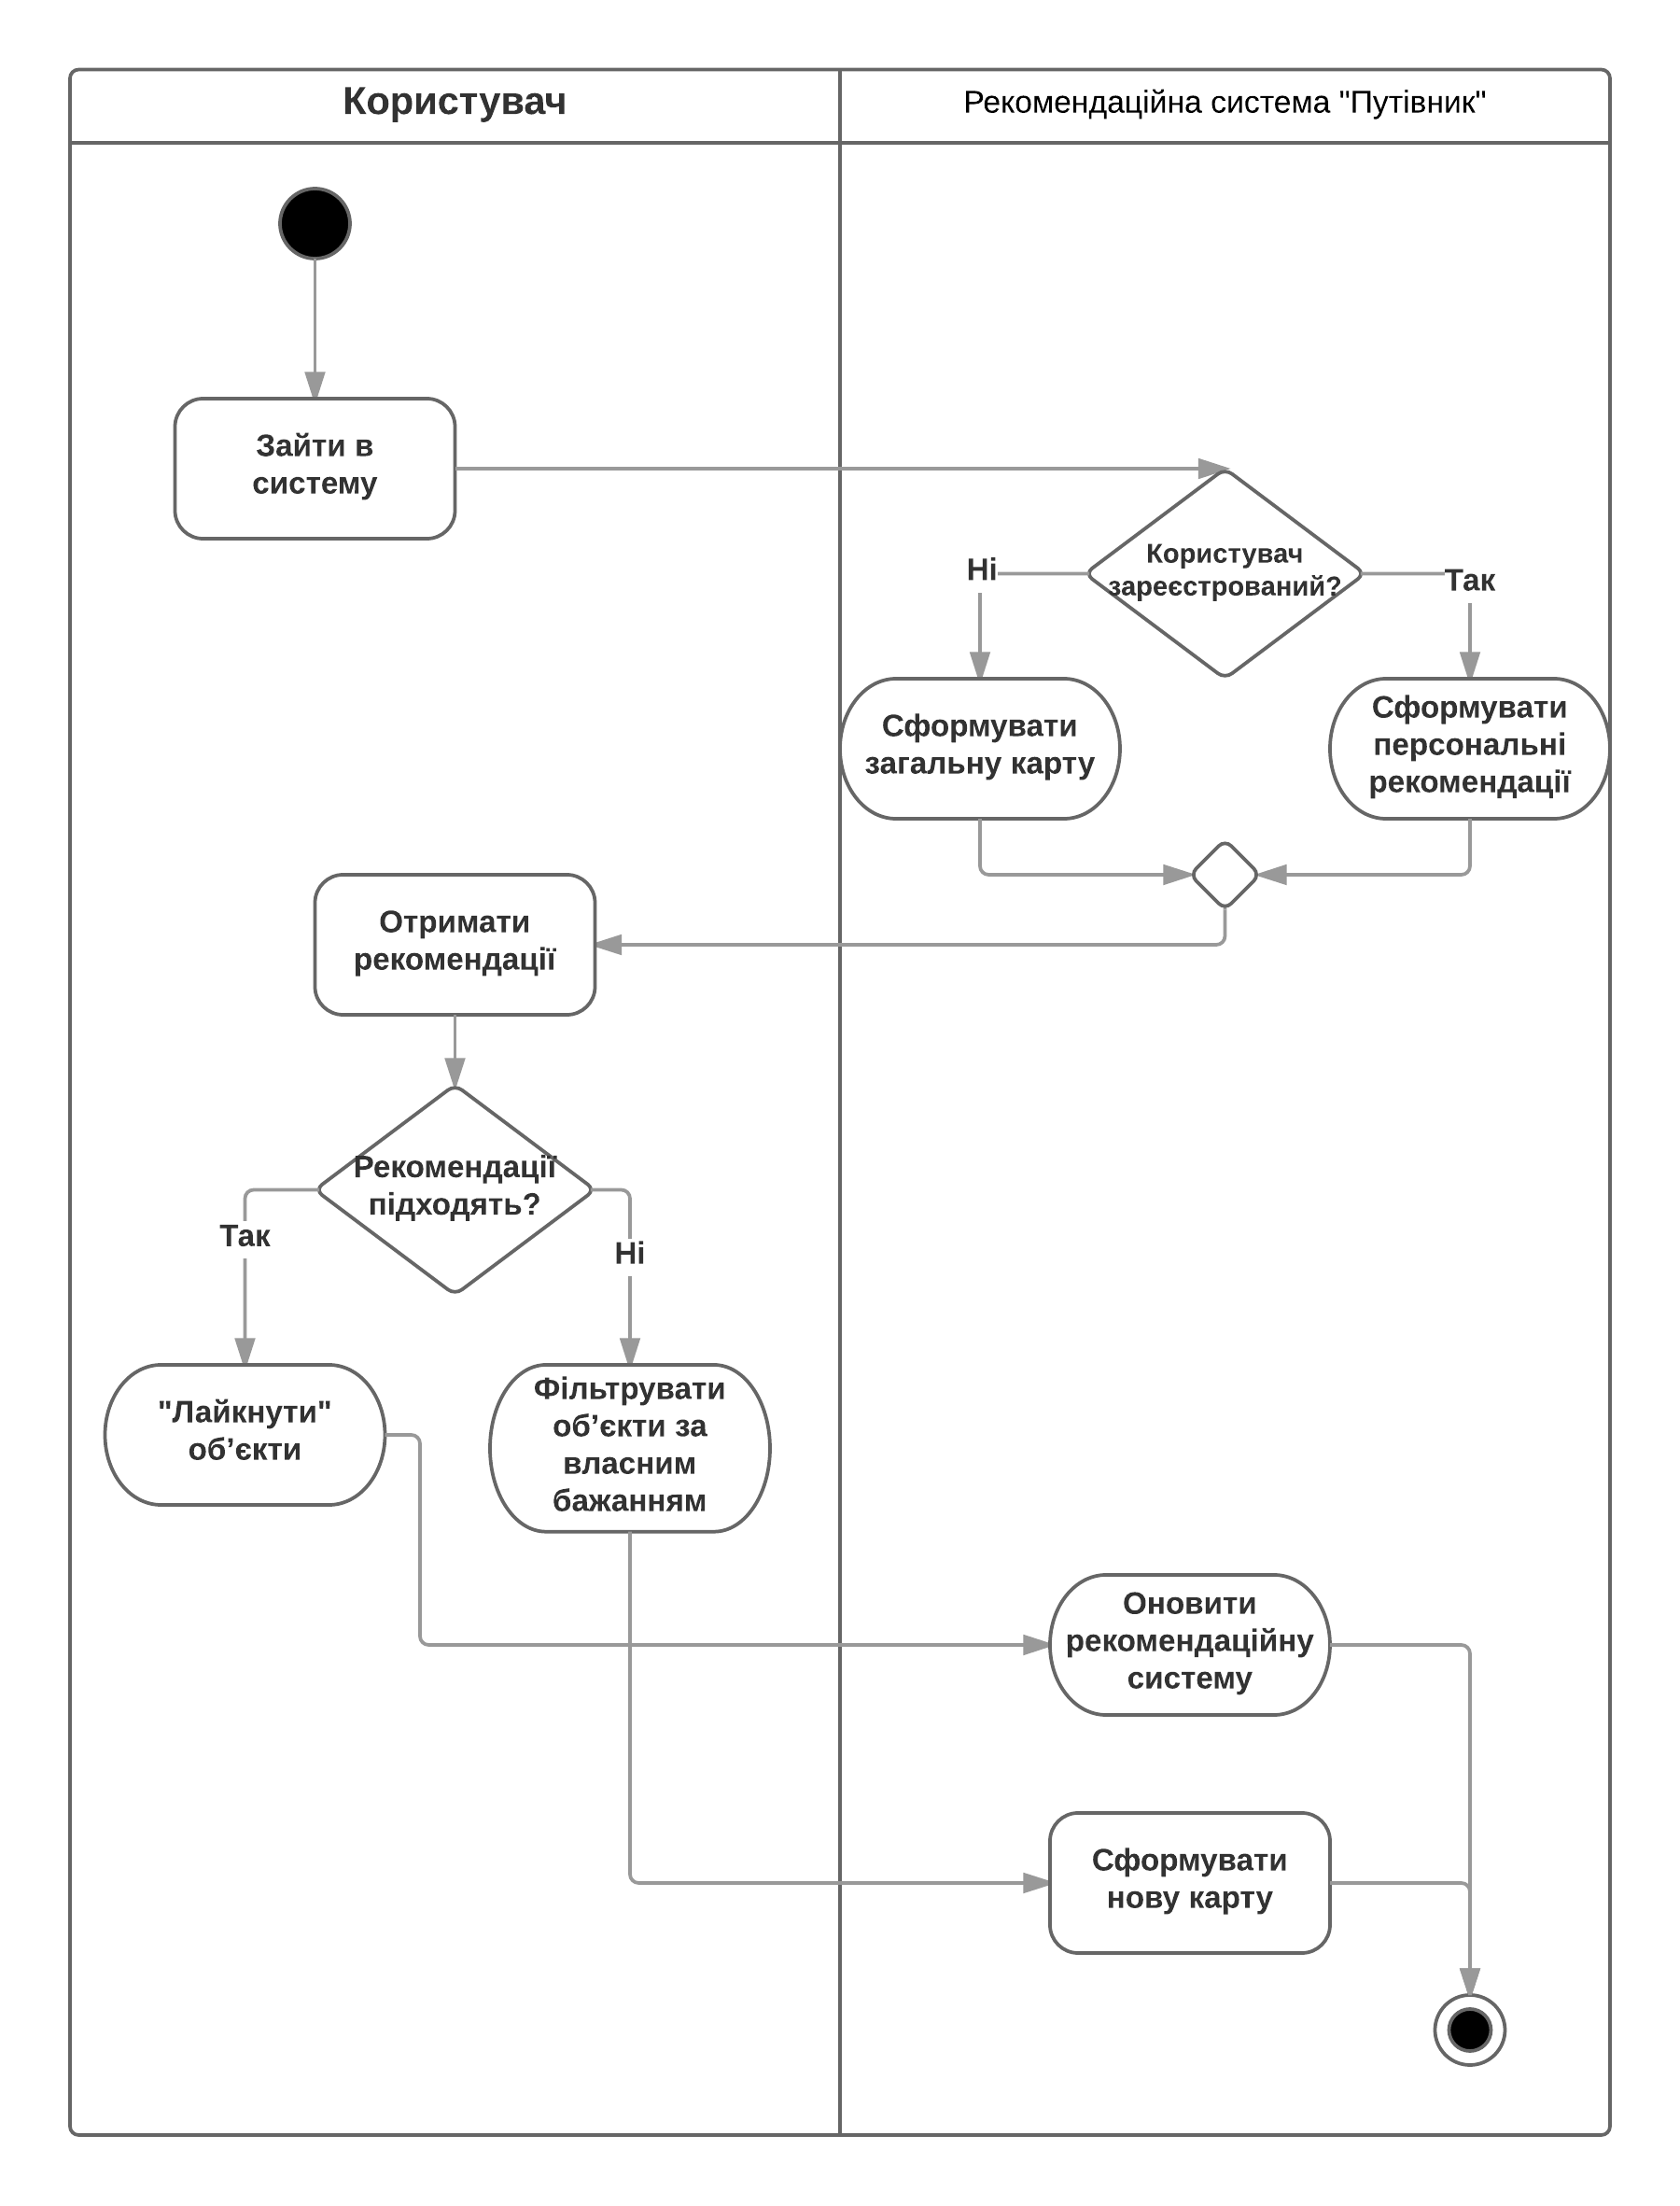 Користувач
Рекомендаційна система "Путівник"
Зайти в
систему
Користувач
зареєстрований?
Ні
Так
Сформувати
загальну карту
Сформувати
персональні
рекомендації
Отримати
рекомендації
Рекомендації
підходять?
Так
Ні
"Лайкнути"
об’єкти
Фільтрувати
об’єкти за
власним
бажанням
Оновити
рекомендаційну
систему
Сформувати
нову карту